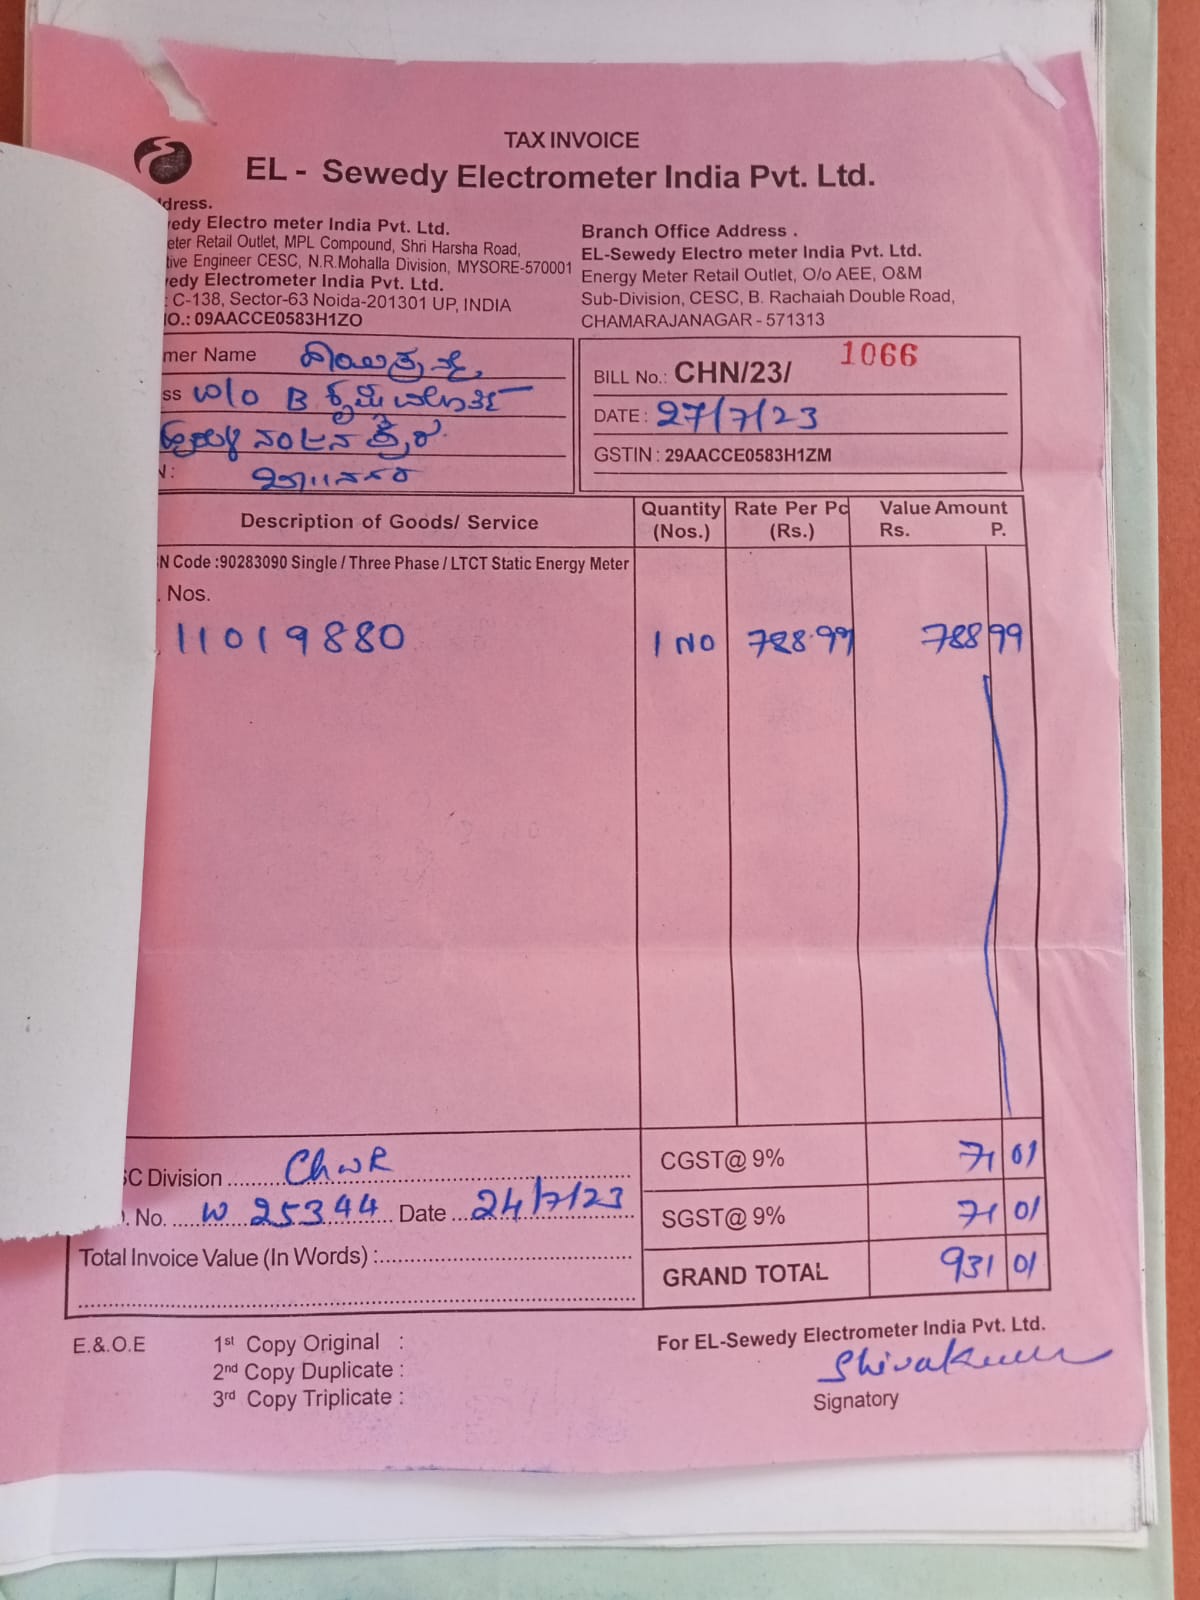 TAX INVOICE
EL - Sewedy Electrometer India Pvt. Ltd.
dress.
edy Electro meter India Pvt. Ltd.
eter Retail Outlet, MPL Compound, Shri Harsha Road,
tive Engineer CESC, N.R.Mohalla Division, MYSORE-570001
edy Electrometer India Pvt. Ltd.
: C-138, Sector-63 Noida-201301 UP, INDIA
O.: 09AACCE0583H1ZO
Branch Office Address .
EL-Sewedy Electro meter India Pvt. Ltd.
Energy Meter Retail Outlet, O/o AEE, O&M
Sub-Division, CESC, B. Rachaiah Double Road,
CHAMARAJANAGAR - 571313
mer Name
ss W/O B
N:
BILL No.: CHN/23/ 1066
DATE : 27/7/23
GSTIN : 29AACCE0583H1ZM
Description of Goods/ Service Quantity (Nos.) Rate Per Pc (Rs.) Value Amount Rs. P.
N Code :90283090 Single / Three Phase / LTCT Static Energy Meter
. Nos.
11019880 1 NO 788.99 788 99
C Division ........ ChNR
. No. .... W 25344 Date ... 24/7/23
Total Invoice Value (In Words) :
CGST@ 9% 71 01
SGST@ 9% 71 01
GRAND TOTAL 931 01
E.&.O.E
1st Copy Original :
2nd Copy Duplicate :
3rd Copy Triplicate :
For EL-Sewedy Electrometer India Pvt. Ltd.
Shivakumar
Signatory